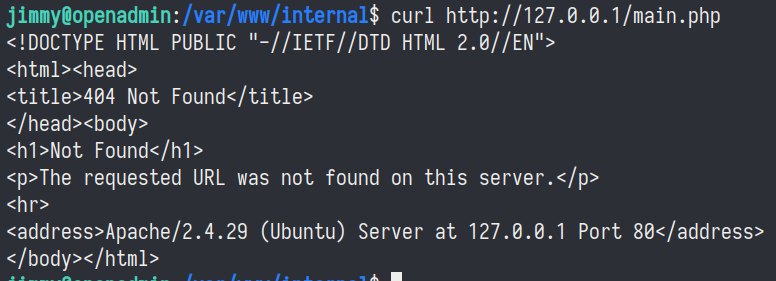 jimmy@openadmin:/var/www/internal$ curl http://127.0.0.1/main.php
<!DOCTYPE HTML PUBLIC "-//IETF//DTD HTML 2.0//EN">
<html><head>
<title>404 Not Found</title>
</head><body>
<h1>Not Found</h1>
<p>The requested URL was not found on this server.</p>
<hr>
<address>Apache/2.4.29 (Ubuntu) Server at 127.0.0.1 Port 80</address>
</body></html>
jimmy@openadmin:/var/www/internal$